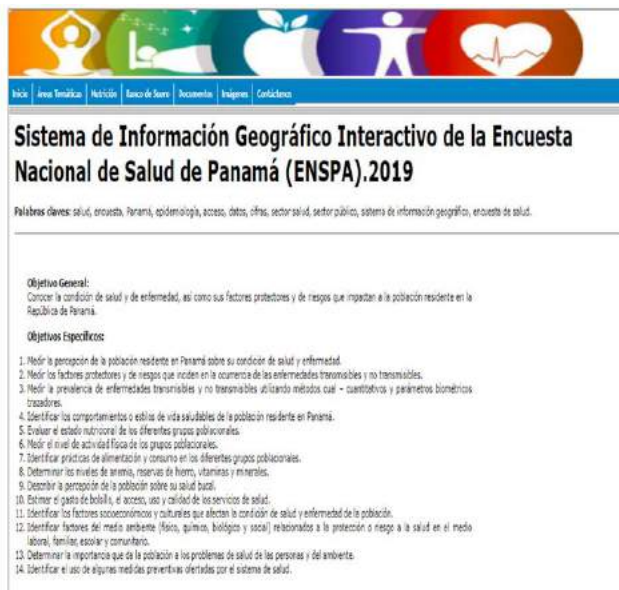 Inicio Áreas Temáticas Nutrición Banco de Suero Documentos Imágenes Contáctanos
Sistema de Información Geográfico Interactivo de la Encuesta
Nacional de Salud de Panamá (ENSPA).2019
Palabras claves: salud, encuesta, Panamá, epidemiología, acceso, datos, cifras, sector salud, sector público, sistema de información geográfico, encuesta de salud.
Objetivo General:
Conocer la condición de salud y de enfermedad, así como sus factores protectores y de riesgos que impactan a la población residente en la
República de Panamá.
Objetivos Específicos:
1. Medir la percepción de la población residente en Panamá sobre su condición de salud y enfermedad.
2. Medir los factores protectores y de riesgos que inciden en la ocurrencia de las enfermedades transmisibles y no transmisibles.
3. Medir la prevalencia de enfermedades transmisibles y no transmisibles utilizando métodos cuali – cuantitativos y parámetros biométricos
trazadores.
4. Identificar los comportamientos o estilos de vida saludables de la población residente en Panamá.
5. Evaluar el estado nutricional de los diferentes grupos poblacionales.
6. Medir el nivel de actividad física de los grupos poblacionales.
7. Identificar prácticas de alimentación y consumo en los diferentes grupos poblacionales.
8. Determinar los niveles de anemia, reservas de hierro, vitaminas y minerales.
9. Describir la percepción de la población sobre su salud bucal.
10. Estimar el gasto de bolsillo, el acceso, uso y calidad de los servicios de salud.
11. Identificar los factores socioeconómicos y culturales que afectan la condición de salud y enfermedad de la población.
12. Identificar factores del medio ambiente (físico, químico, biológico y social) relacionados a la protección o riesgo a la salud en el medio
laboral, familiar, escolar y comunitario.
13. Determinar la importancia que da la población a los problemas de salud de las personas y del ambiente.
14. Identificar el uso de algunas medidas preventivas ofertadas por el sistema de salud.